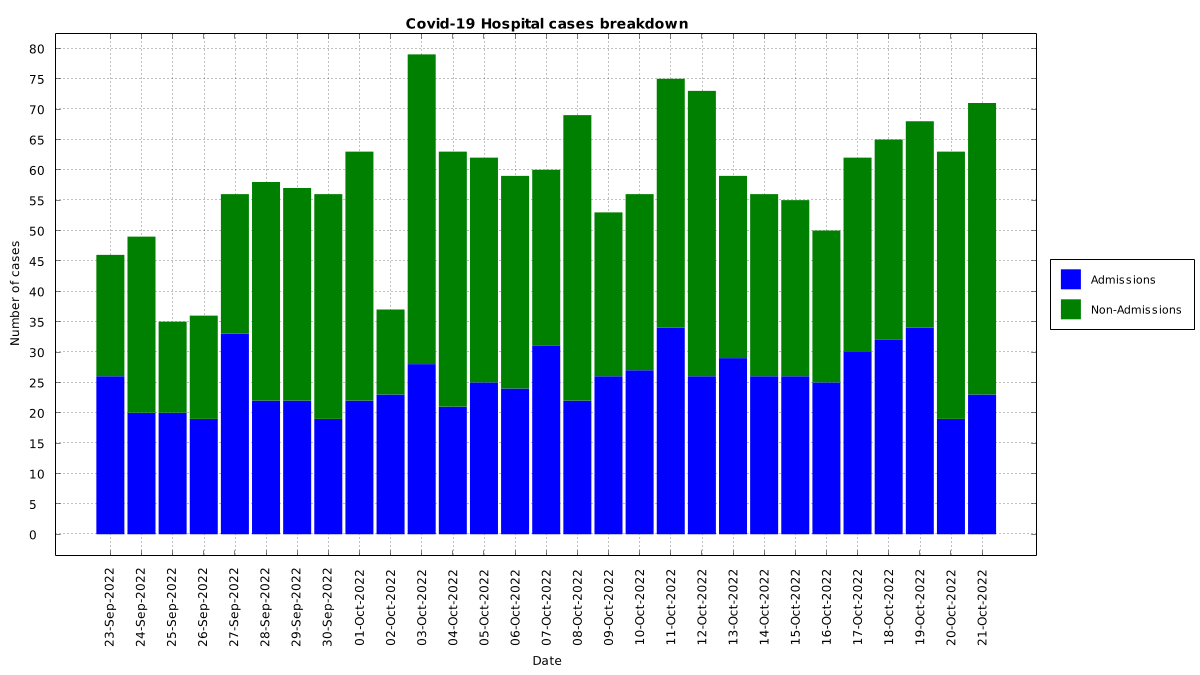 Covid-19 Hospital cases breakdown
80
75
70
65
60
55
50
45
40
35
30
25
20
15
10
5
0
Number of cases
23-Sep-2022
24-Sep-2022
25-Sep-2022
26-Sep-2022
27-Sep-2022
28-Sep-2022
29-Sep-2022
30-Sep-2022
01-Oct-2022
02-Oct-2022
03-Oct-2022
04-Oct-2022
05-Oct-2022
06-Oct-2022
07-Oct-2022
08-Oct-2022
09-Oct-2022
10-Oct-2022
11-Oct-2022
12-Oct-2022
13-Oct-2022
14-Oct-2022
15-Oct-2022
16-Oct-2022
17-Oct-2022
18-Oct-2022
19-Oct-2022
20-Oct-2022
21-Oct-2022
Date
Admissions
Non-Admissions